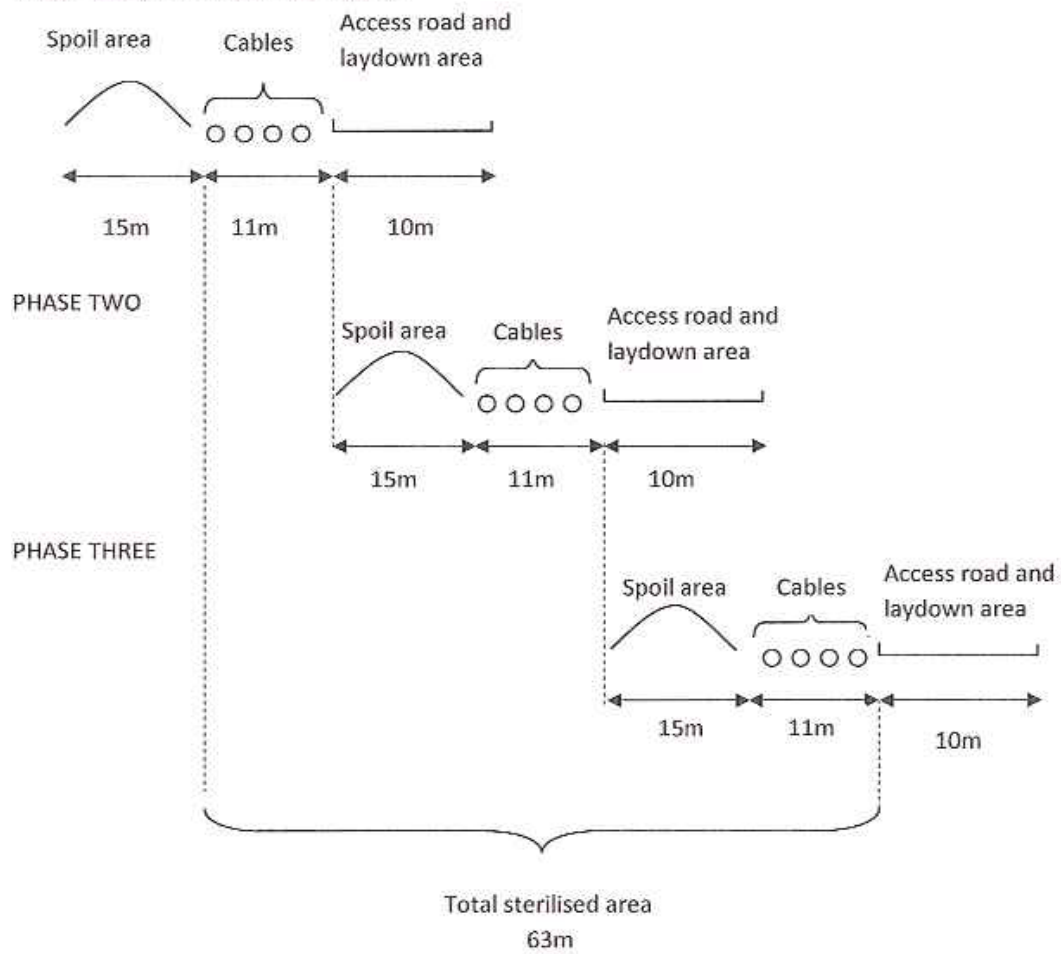 Spoil area
Cables
Access road and
laydown area
15m
11m
10m
PHASE TWO
Spoil area
Cables
Access road and
laydown area
15m
11m
10m
PHASE THREE
Spoil area
Cables
Access road and
laydown area
15m
11m
10m
Total sterilised area
63m